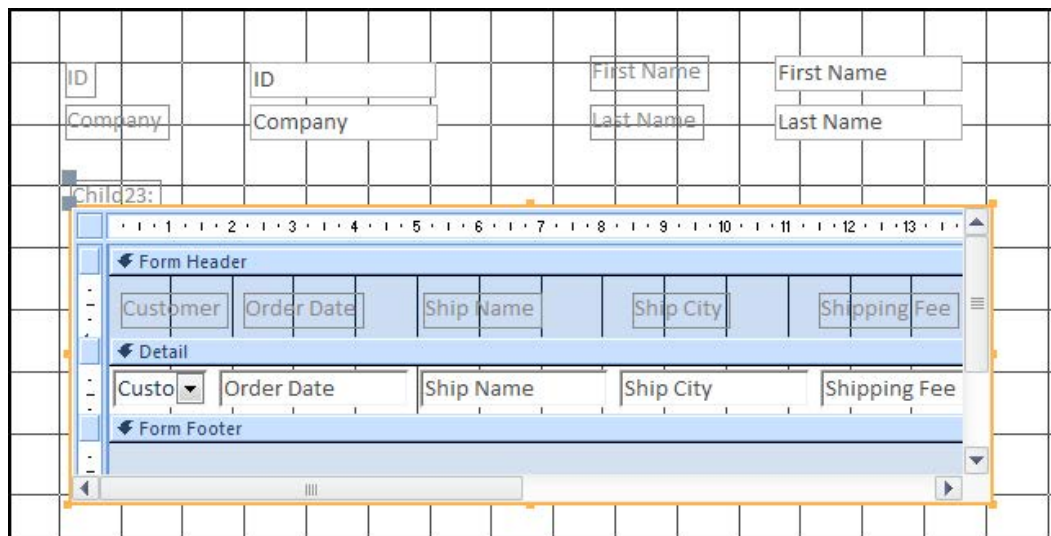 ID ID First Name First Name
Company Company Last Name Last Name
Child23:
1 2 3 4 5 6 7 8 9 10 11 12 13
Form Header
Customer Order Date Ship Name Ship City Shipping Fee
Detail
Custo Order Date Ship Name Ship City Shipping Fee
Form Footer